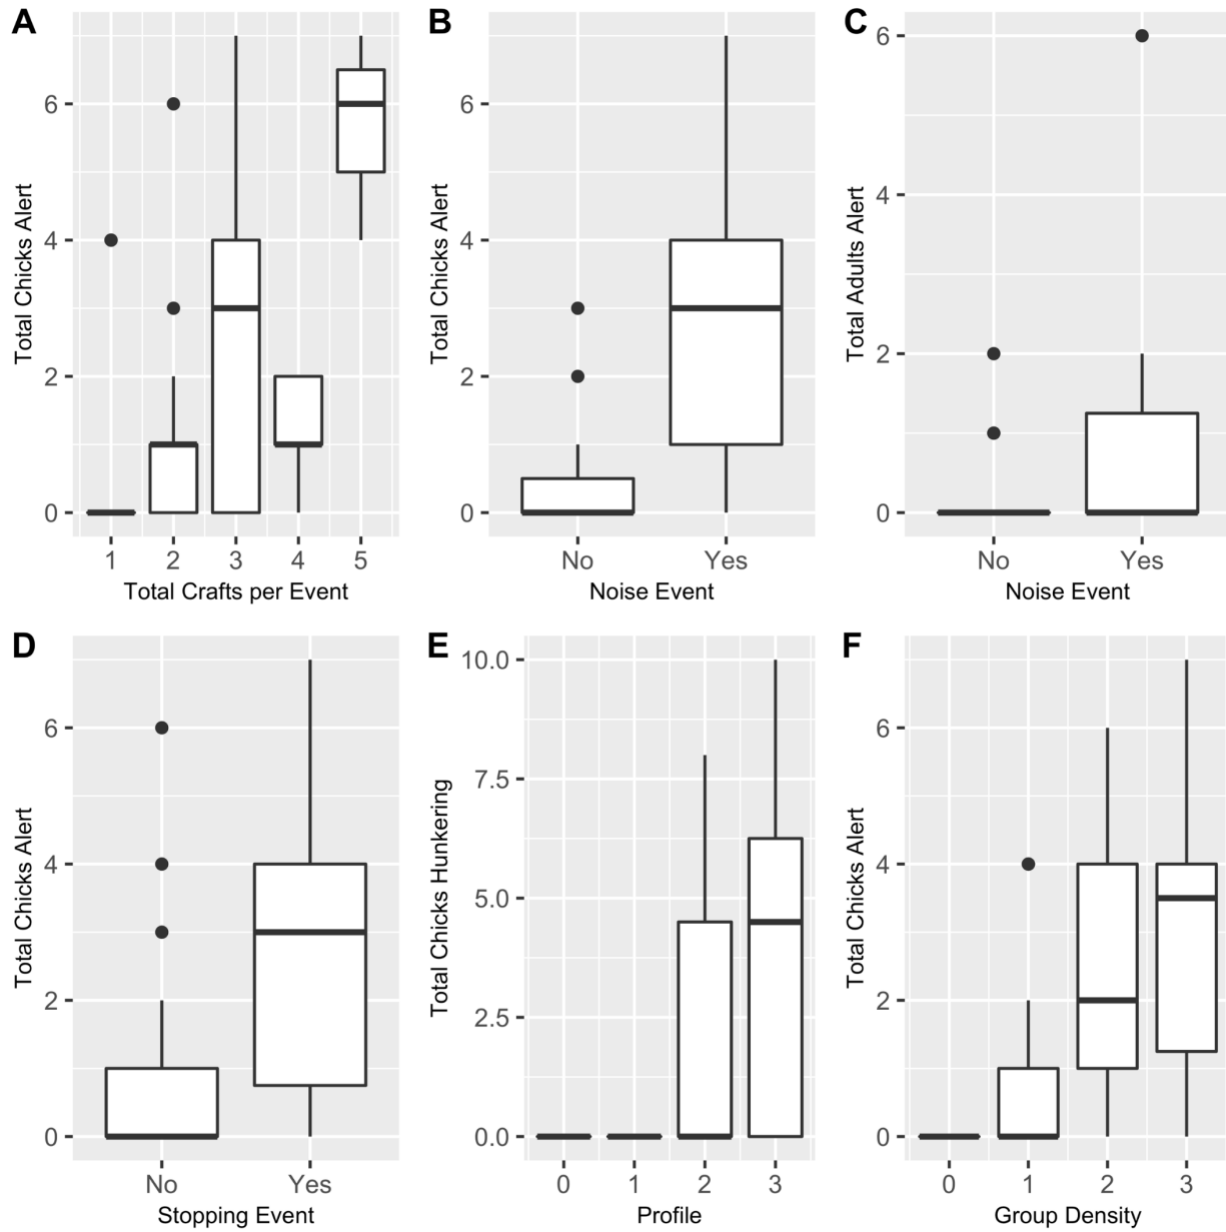 A
Total Chicks Alert
6
4
2
0
1 2 3 4 5
Total Crafts per Event
B
Total Chicks Alert
6
4
2
0
No Yes
Noise Event
C
Total Adults Alert
6
4
2
0
No Yes
Noise Event
D
Total Chicks Alert
6
4
2
0
No Yes
Stopping Event
E
Total Chicks Hunkering
10.0
7.5
5.0
2.5
0.0
0 1 2 3
Profile
F
Total Chicks Alert
6
4
2
0
0 1 2 3
Group Density